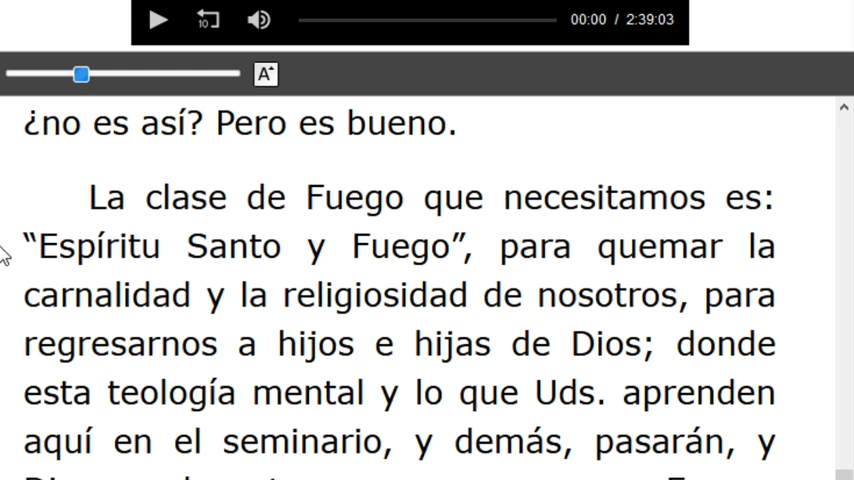 10
00:00 / 2:39:03
A
¿no es así? Pero es bueno.
La clase de Fuego que necesitamos es:
“Espíritu Santo y Fuego”, para quemar la
carnalidad y la religiosidad de nosotros, para
regresarnos a hijos e hijas de Dios; donde
esta teología mental y lo que Uds. aprenden
aquí en el seminario, y demás, pasarán, y